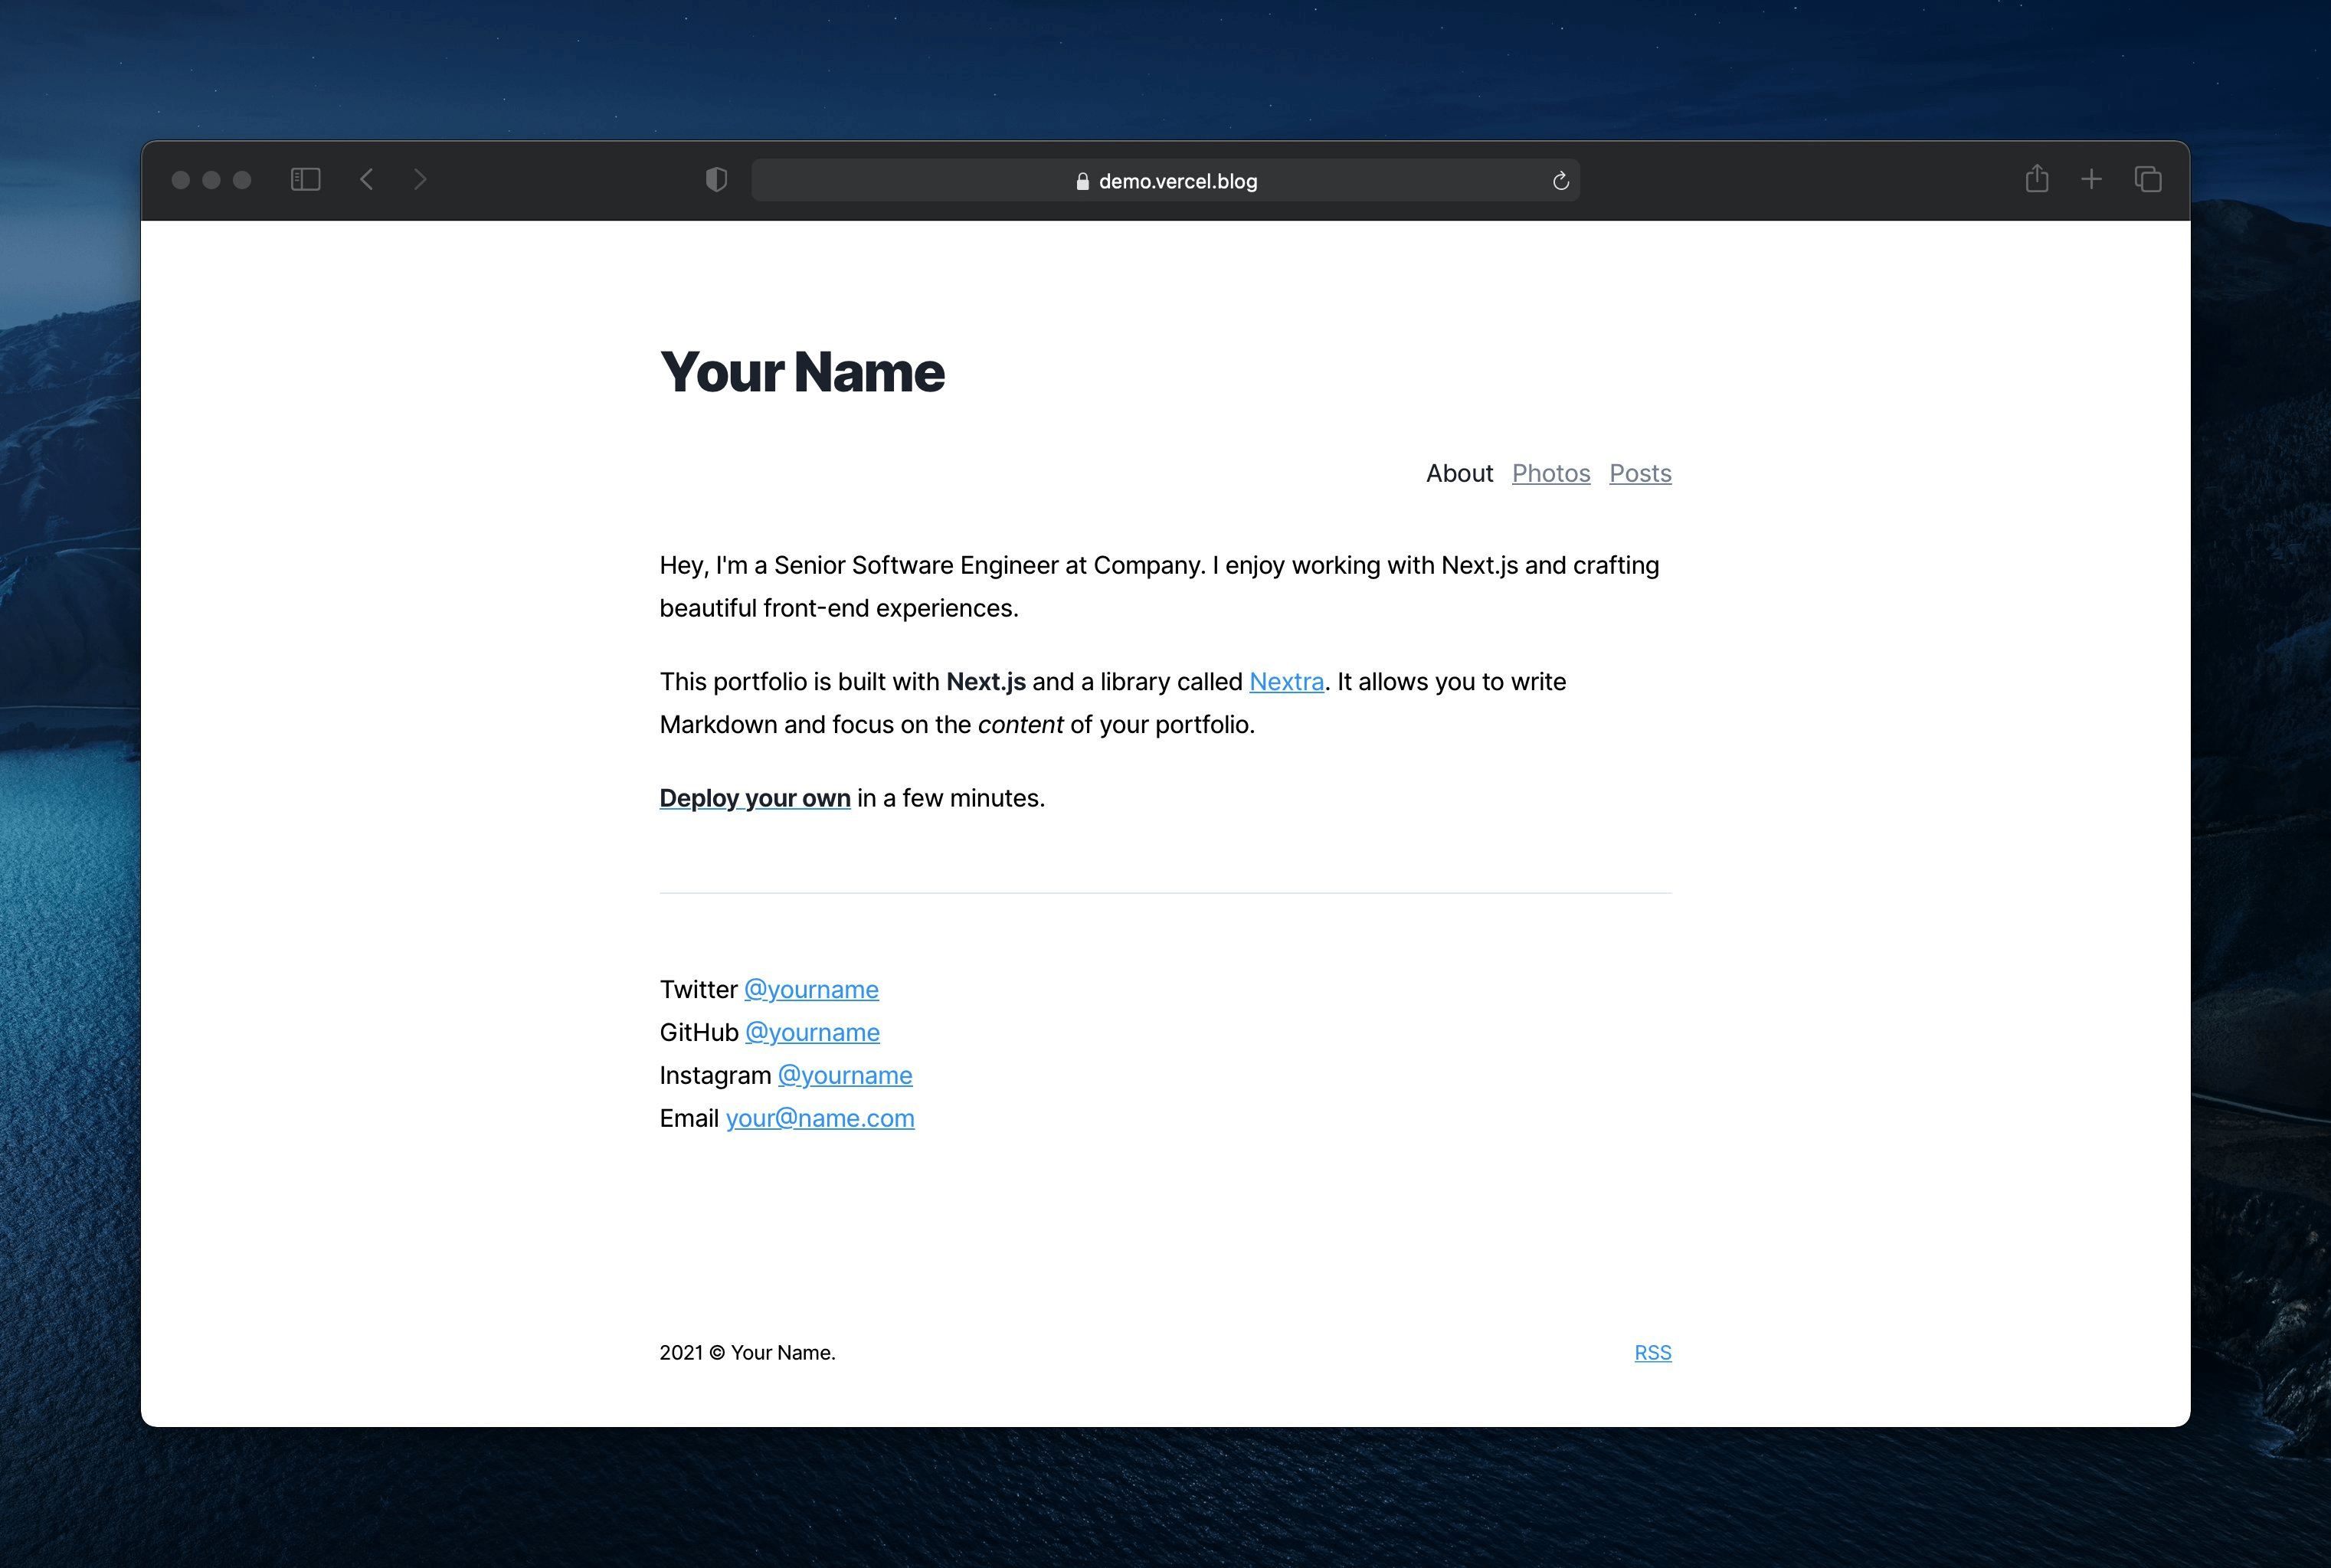 demo.vercel.blog
Your Name
About Photos Posts
Hey, I'm a Senior Software Engineer at Company. I enjoy working with Next.js and crafting
beautiful front-end experiences.
This portfolio is built with Next.js and a library called Nextra. It allows you to write
Markdown and focus on the content of your portfolio.
Deploy your own in a few minutes.
Twitter @yourname
GitHub @yourname
Instagram @yourname
Email your@name.com
2021 © Your Name.
RSS